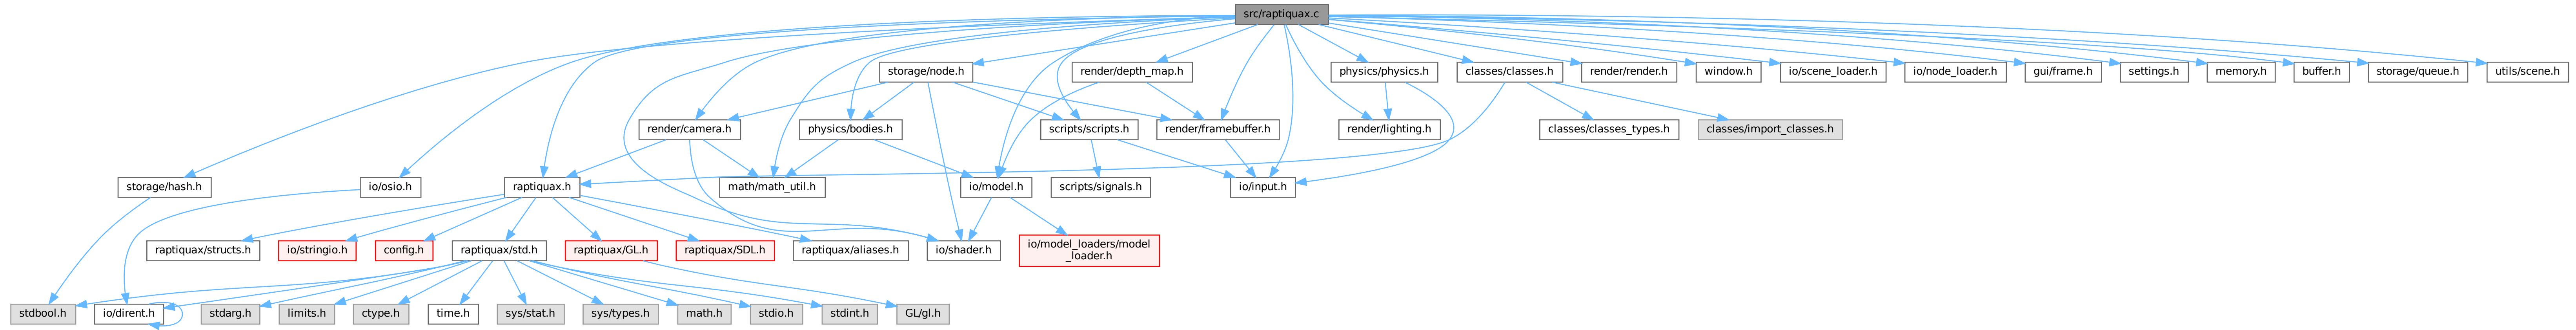 src/raptiquax.c
storage/node.h
render/depth_map.h
physics/physics.h
classes/classes.h
render/render.h
window.h
io/scene_loader.h
io/node_loader.h
gui/frame.h
settings.h
memory.h
buffer.h
storage/queue.h
utils/scene.h
render/camera.h
physics/bodies.h
scripts/scripts.h
render/framebuffer.h
render/lighting.h
classes/classes_types.h
classes/import_classes.h
storage/hash.h
io/osio.h
raptiquax.h
math/math_util.h
io/model.h
scripts/signals.h
io/input.h
raptiquax/structs.h
io/stringio.h
config.h
raptiquax/std.h
raptiquax/GL.h
raptiquax/SDL.h
raptiquax/aliases.h
io/shader.h
io/model_loaders/model
_loader.h
stdbool.h
io/dirent.h
stdarg.h
limits.h
ctype.h
time.h
sys/stat.h
sys/types.h
math.h
stdio.h
stdint.h
GL/gl.h